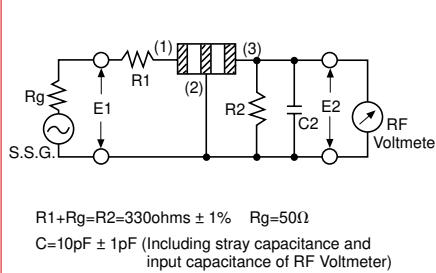 (1)
(3)
R1
Rg
E1
(2)
R2
C2
E2
RF
Voltmete
S.S.G.
R1+Rg=R2=330ohms ± 1% Rg=50Ω
C=10pF ± 1pF (Including stray capacitance and
input capacitance of RF Voltmeter)